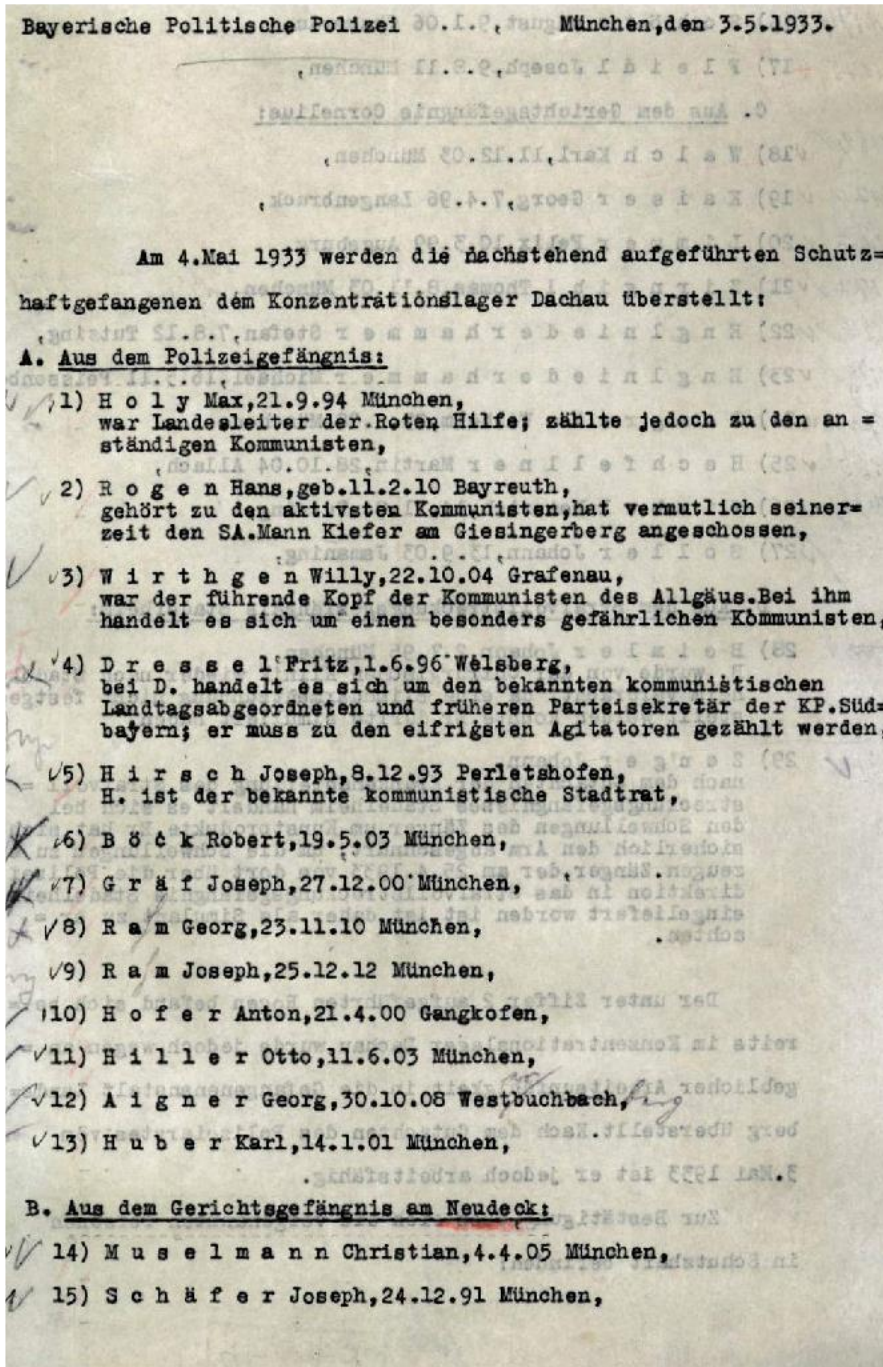 Bayerische Politische Polizei
München,den 3.5.1933.
Am 4.Mai 1933 werden die nachstehend aufgeführten Schutz=
haftgefangenen dem Konzentrationslager Dachau überstellt:
A. Aus dem Polizeigefängnis:
1) H o l y Max,21.9.94 München,
war Landesleiter der Roten Hilfe; zählte jedoch zu den an =
ständigen Kommunisten,
2) R o g e n Hans,geb.11.2.10 Bayreuth,
gehört zu den aktivsten Kommunisten,hat vermutlich seiner=
zeit den SA.Mann Kiefer am Giesingerberg angeschossen,
3) W i r t h g e n Willy,22.10.04 Grafenau,
war der führende Kopf der Kommunisten des Allgäus.Bei ihm
handelt es sich um einen besonders gefährlichen Kommunisten,
4) D r e s s e l Fritz,1.6.96 Welsberg,
bei D. handelt es sich um den bekannten kommunistischen
Landtagsabgeordneten und früheren Parteisekretär der KP.Süd=
bayern; er muss zu den eifrigsten Agitatoren gezählt werden,
5) H i r s c h Joseph,8.12.93 Perletshofen,
H. ist der bekannte kommunistische Stadtrat,
6) B ö c k Robert,19.5.03 München,
7) G r ä f Joseph,27.12.00 München,
8) R a m Georg,23.11.10 München,
9) R a m Joseph,25.12.12 München,
10) H o f e r Anton,21.4.00 Gangkofen,
11) H i l l e r Otto,11.6.03 München,
12) A i g n e r Georg,30.10.08 Westbuchbach,
13) H u b e r Karl,14.1.01 München,
B. Aus dem Gerichtsgefängnis am Neudeck:
14) M u s e l m a n n Christian,4.4.05 München,
15) S c h ä f e r Joseph,24.12.91 München,